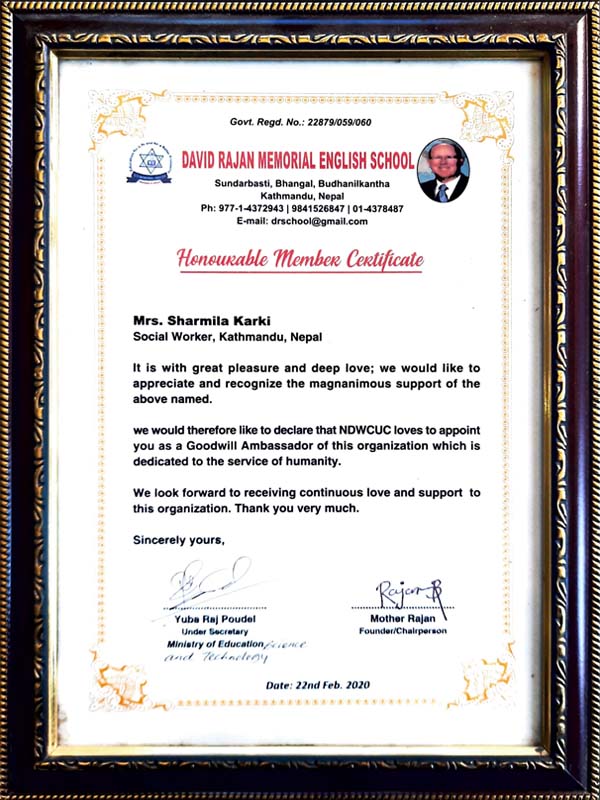 Govt. Regd. No.: 22879/059/060
DAVID RAJAN MEMORIAL ENGLISH SCHOOL
Sundarbasti, Bhangal, Budhanilkantha
Kathmandu, Nepal
Ph: 977-1-4372943 | 9841526847 | 01-4378487
E-mail: drschool@gmail.com
Honourable Member Certificate
Mrs. Sharmila Karki
Social Worker, Kathmandu, Nepal
It is with great pleasure and deep love; we would like to
appreciate and recognize the magnanimous support of the
above named.
we would therefore like to declare that NDWCUC loves to appoint
you as a Goodwill Ambassador of this organization which is
dedicated to the service of humanity.
We look forward to receiving continuous love and support to
this organization. Thank you very much.
Sincerely yours,
Rajan
Yuba Raj Poudel
Under Secretary
Ministry of Education, Science
and Technology
Mother Rajan
Founder/Chairperson
Date: 22nd Feb. 2020